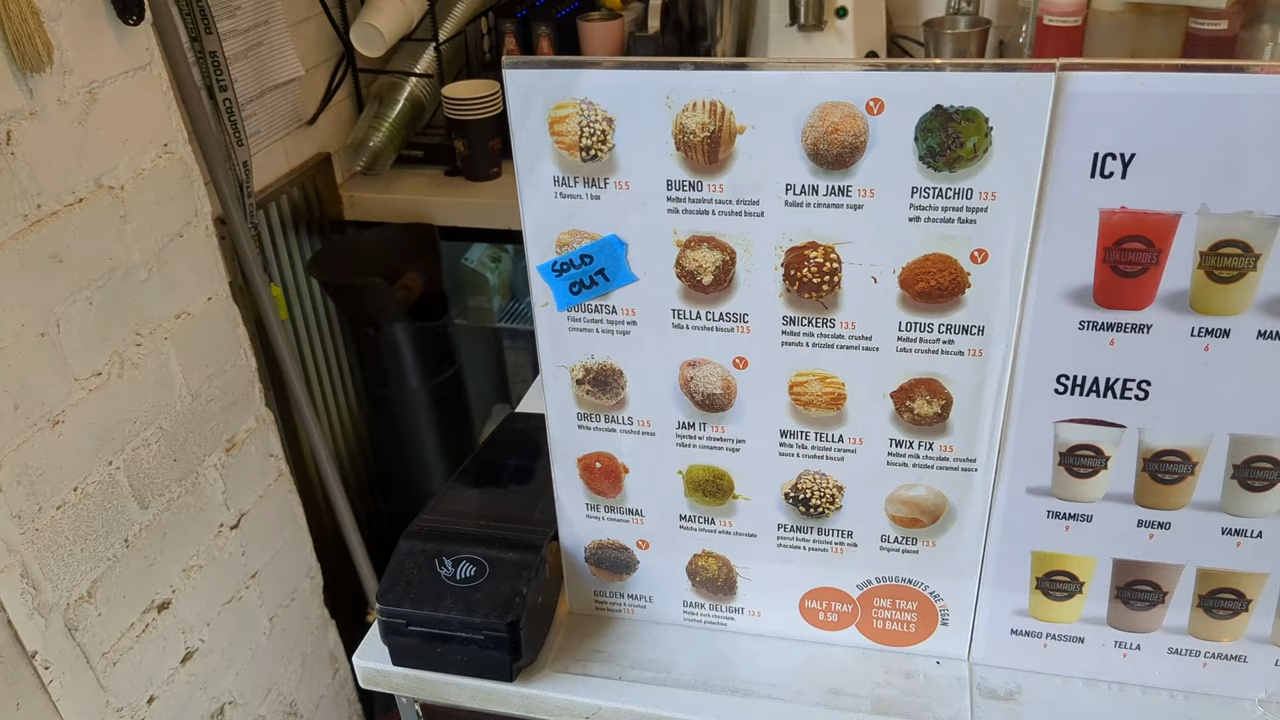 HALF HALF 15.5
2 flavours, 1 box
BUENO 13.5
Melted hazelnut sauce, drizzled
milk chocolate & crushed biscuit
PLAIN JANE 13.5
Rolled in cinnamon sugar
V
PISTACHIO 13.5
Pistachio spread topped
with chocolate flakes
SOLD
OUT
BOUGATSA 13.5
Filled Custard, topped with
cinnamon & icing sugar
TELLA CLASSIC
Tella & crushed biscuit 13.5
SNICKERS 13.5
Melted milk chocolate, crushed
peanuts & drizzled caramel sauce
V
LOTUS CRUNCH
Melted Biscoff with
Lotus crushed biscuits 13.5
OREO BALLS 13.5
White chocolate, crushed oreos
V
JAM IT 13.5
Injected w/ strawberry jam
rolled in cinnamon sugar
WHITE TELLA 13.5
White Tella, drizzled caramel
sauce & crushed biscuit
TWIX FIX 13.5
Melted milk chocolate, crushed
biscuits, drizzled caramel sauce
THE ORIGINAL
Honey & cinnamon 13.5
MATCHA 13.5
Matcha infused white chocolate
PEANUT BUTTER
peanut butter drizzled with milk
chocolate & peanuts 13.5
GLAZED 13.5
Original glazed
V
GOLDEN MAPLE
Maple syrup & crushed
biscuit 13.5
DARK DELIGHT 13.5
Melted dark chocolate,
crushed pistachios
HALF TRAY
8.50
OUR DOUGHNUTS ARE VEGAN
ONE TRAY
CONTAINS
10 BALLS
ICY
LUKUMADES
LUKUMADES
STRAWBERRY
6
LEMON
6
MAN
SHAKES
LUKUMADES
LUKUMADES
LUKUMADES
TIRAMISU
9
BUENO
9
VANILLA
9
LUKUMADES
LUKUMADES
LUKUMADES
MANGO PASSION
9
TELLA
9
SALTED CARAMEL
9